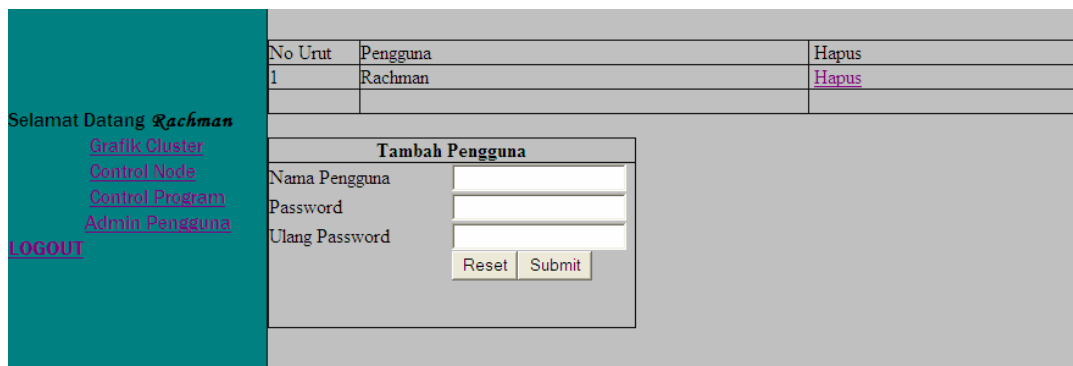 Selamat Datang Rachman
Grafik Cluster
Control Node
Control Program
Admin Pengguna
LOGOUT
No Urut Pengguna Hapus
1 Rachman Hapus
Tambah Pengguna
Nama Pengguna
Password
Ulang Password
Reset Submit